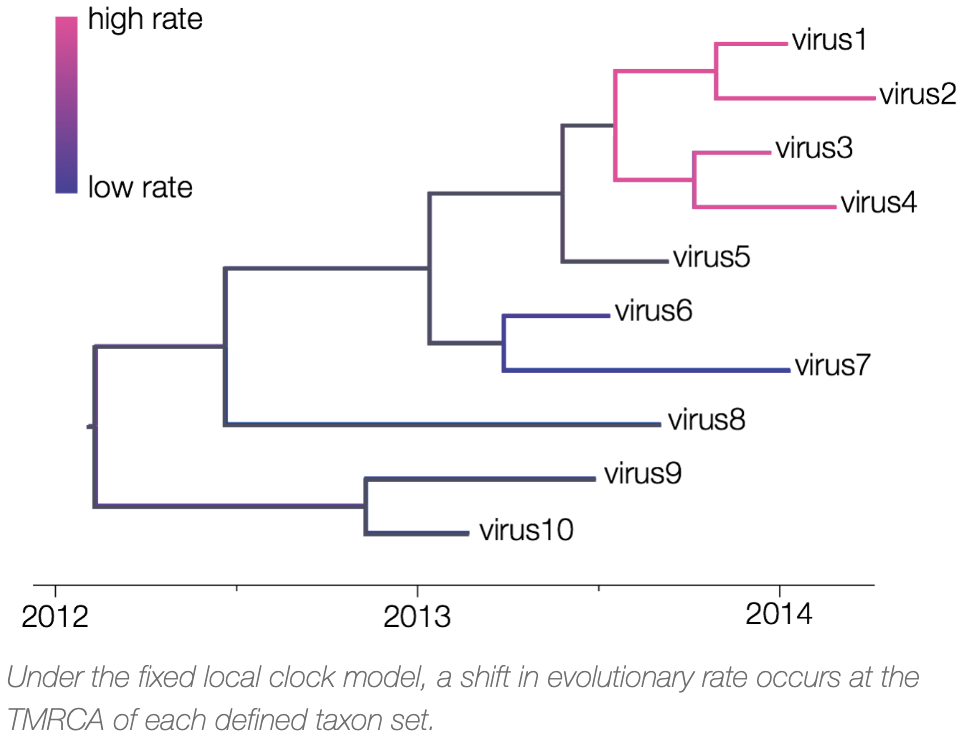 high rate
low rate
virus1
virus2
virus3
virus4
virus5
virus6
virus7
virus8
virus9
virus10
2012 2013 2014
Under the fixed local clock model, a shift in evolutionary rate occurs at the
TMRCA of each defined taxon set.